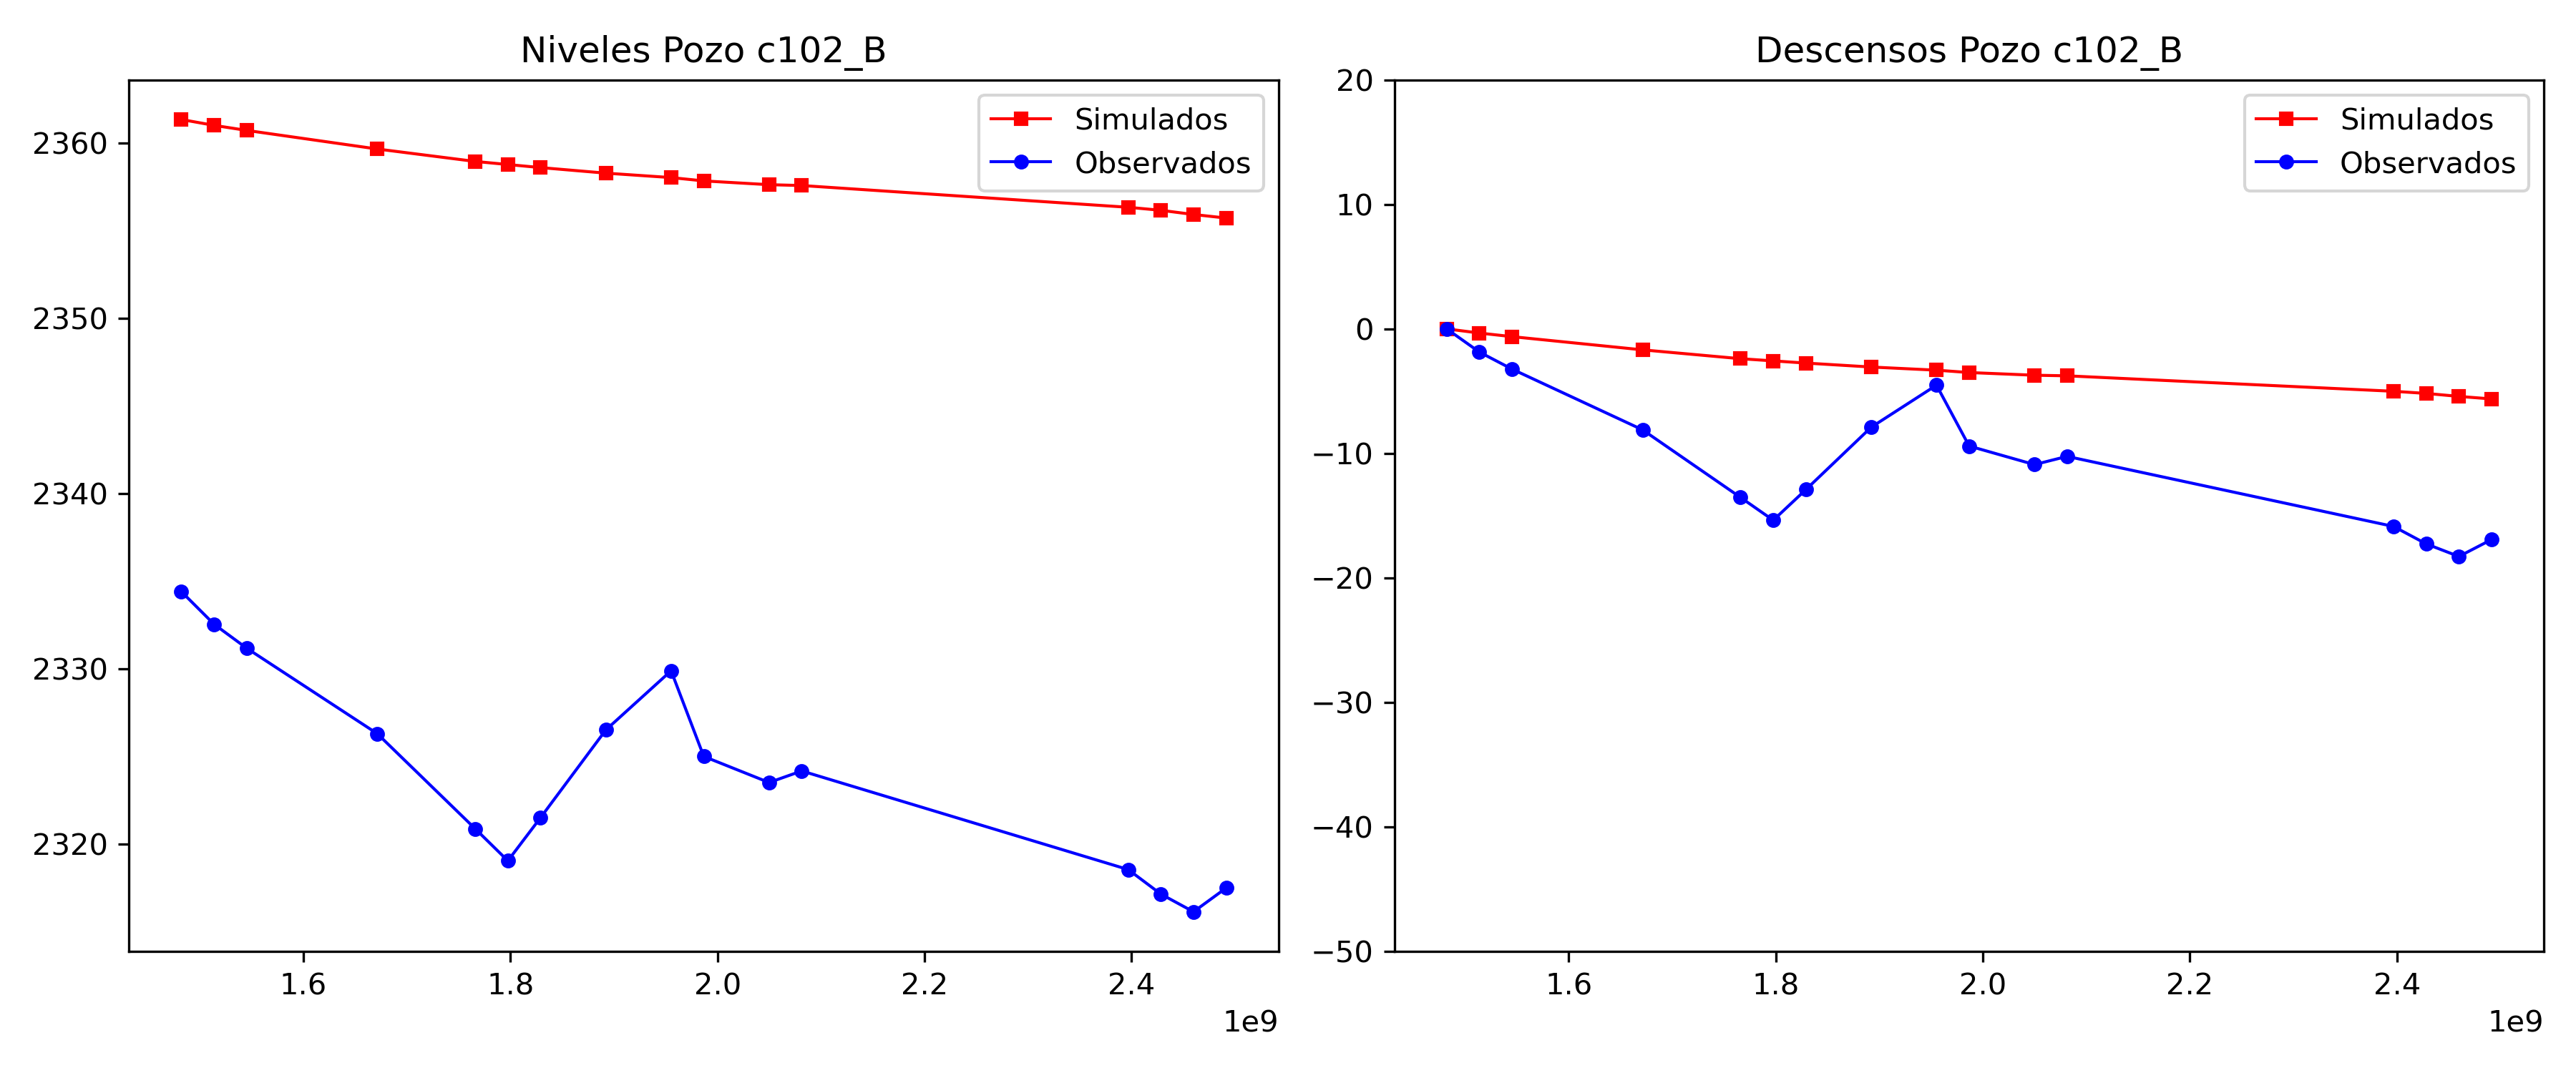 Niveles Pozo c102_B
2360
2350
2340
2330
2320
1.6 1.8 2.0 2.2 2.4
1e9
Simulados
Observados
Descensos Pozo c102_B
20
10
0
−10
−20
−30
−40
−50
1.6 1.8 2.0 2.2 2.4
1e9
Simulados
Observados